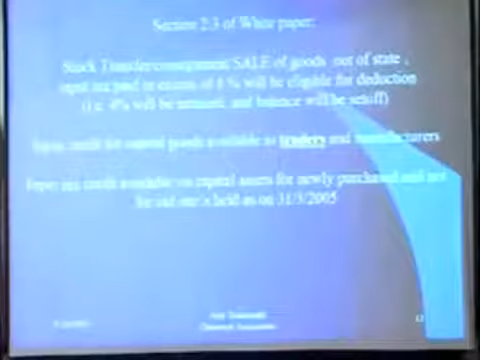 Section 2.3 of White paper:
Stock Transfer/consignment SALE of goods out of state ,
input tax paid in excess of 4 % will be eligible for deduction
(i.e. 4% will be retained and balance will be setoff)
Input credit for capital goods available to traders and manufacturers
Input tax credit available on capital assets for newly purchased and not
for old one's held as on 31/3/2005